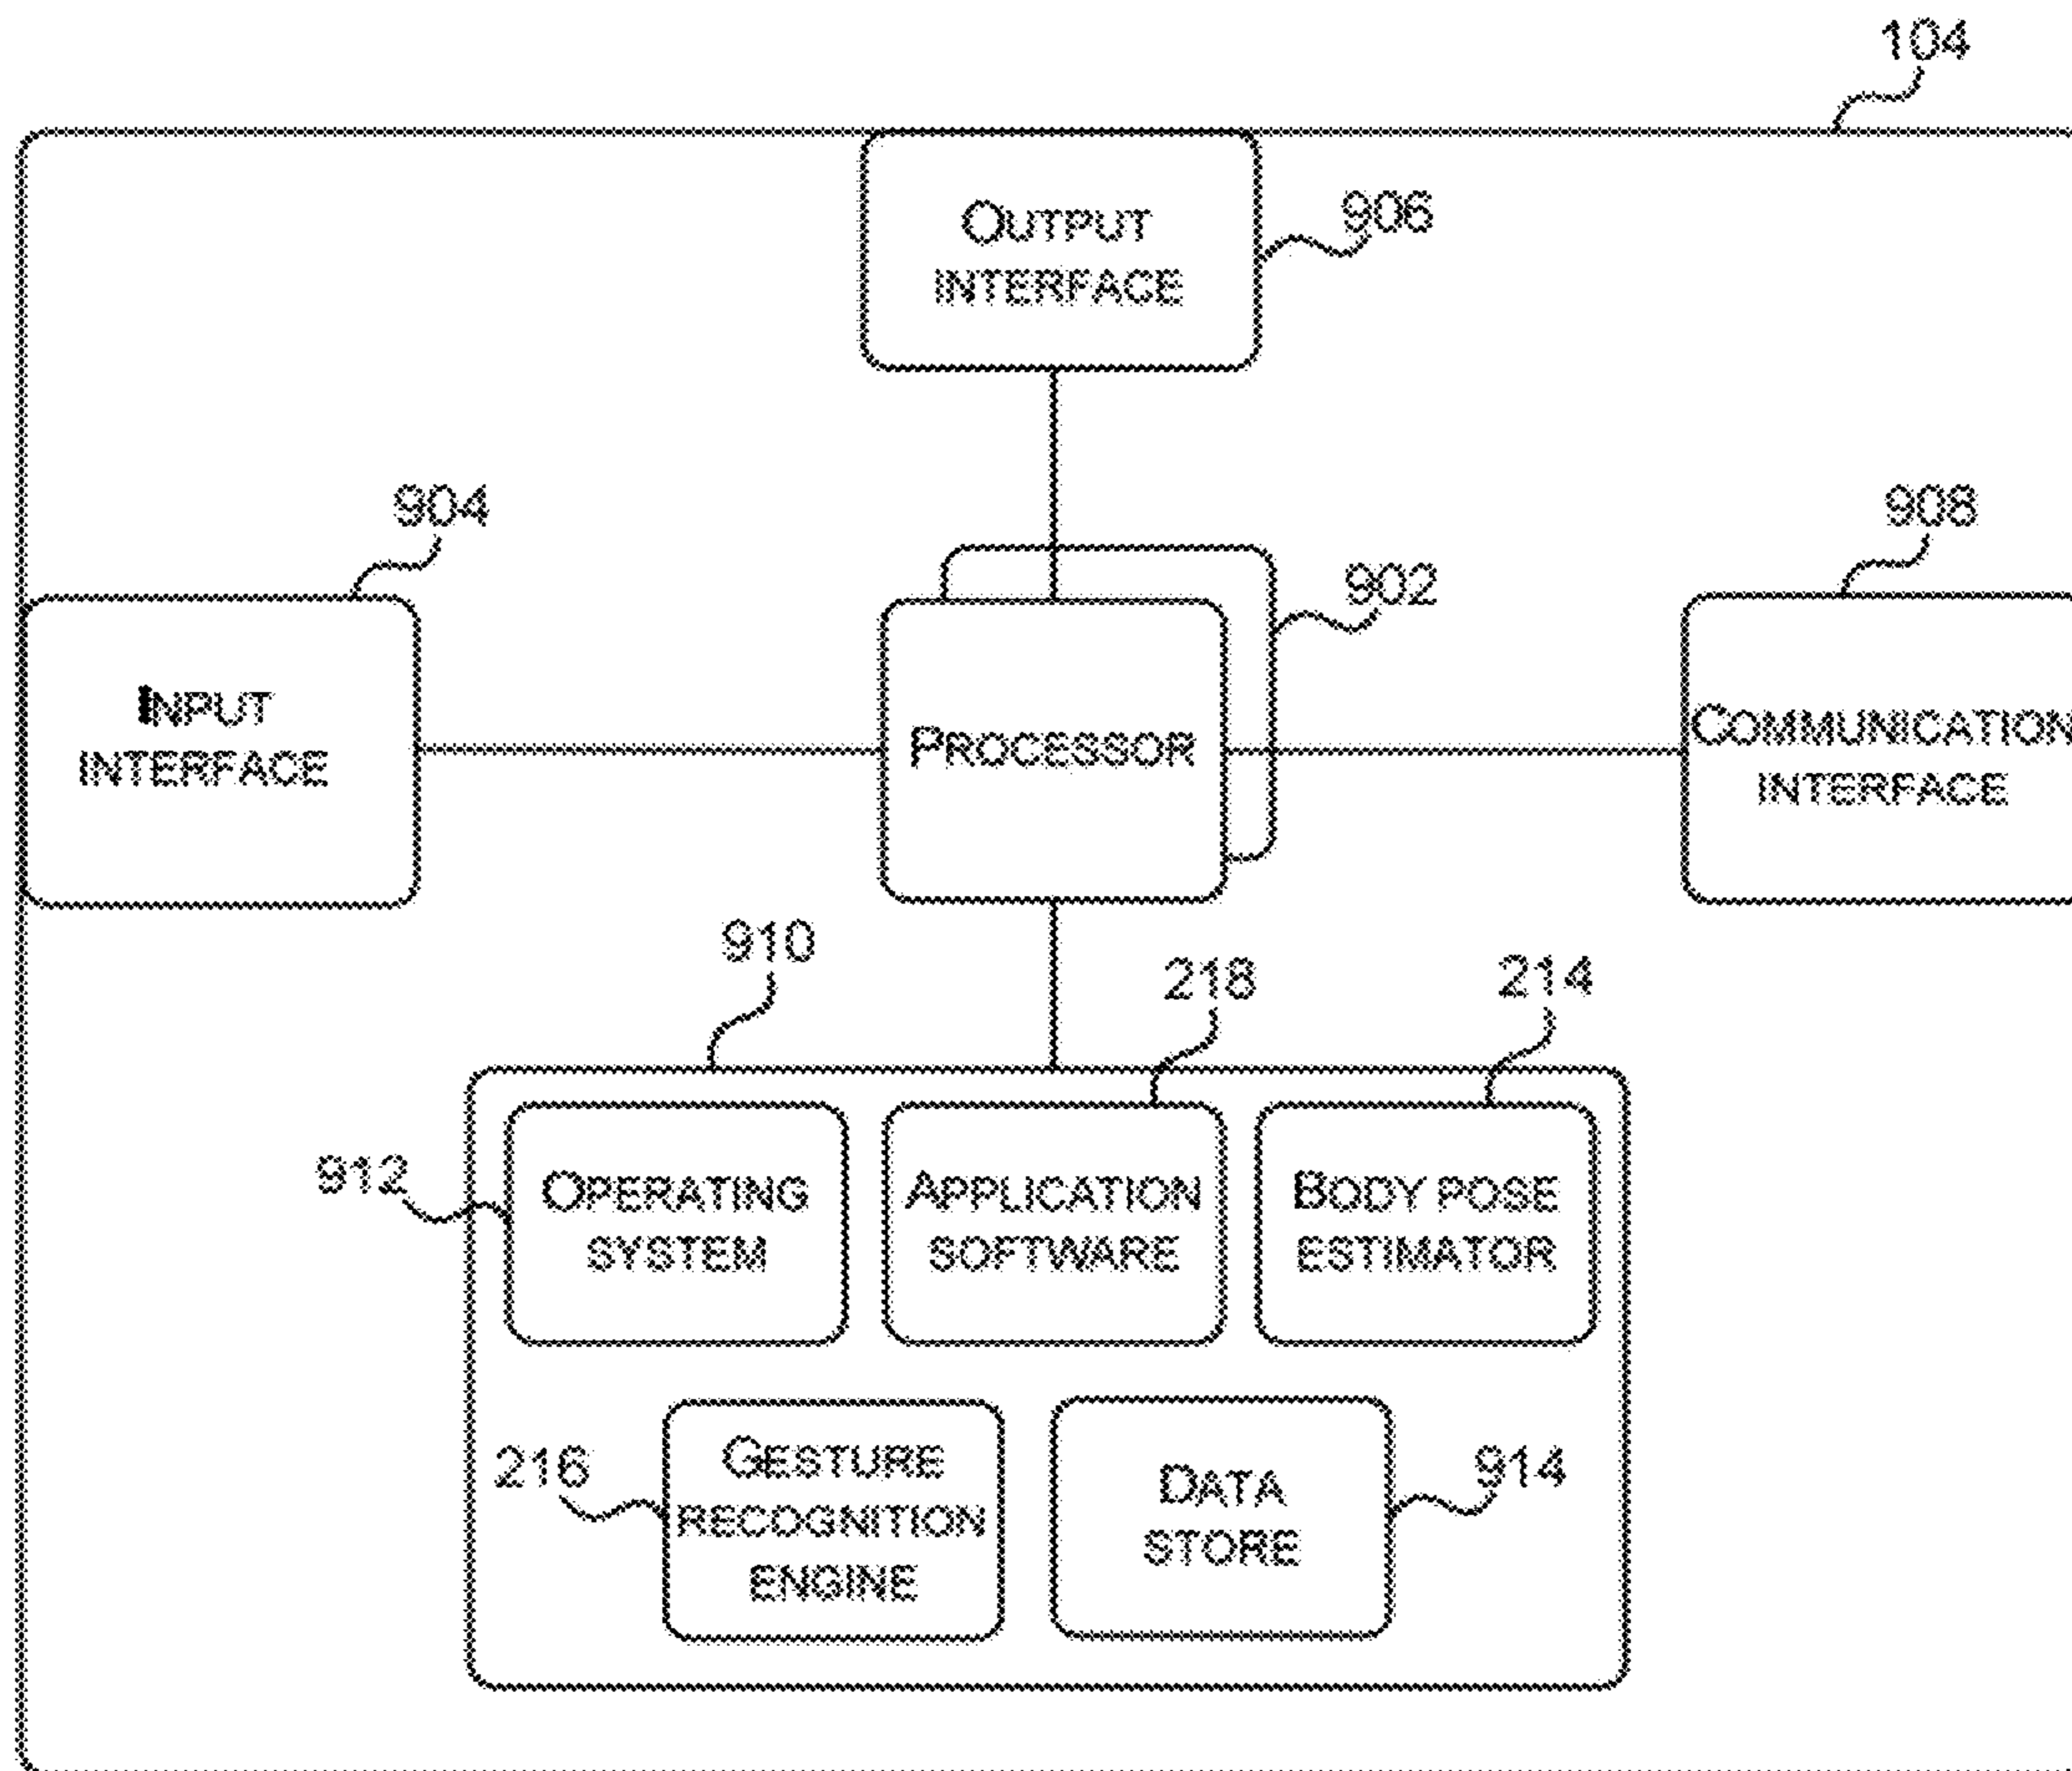 104
OUTPUT
INTERFACE
906
904
908
902
INPUT
INTERFACE
PROCESSOR
COMMUNICATION
INTERFACE
910
218
214
912
OPERATING
SYSTEM
APPLICATION
SOFTWARE
BODY POSE
ESTIMATOR
216
GESTURE
RECOGNITION
ENGINE
DATA
STORE
914